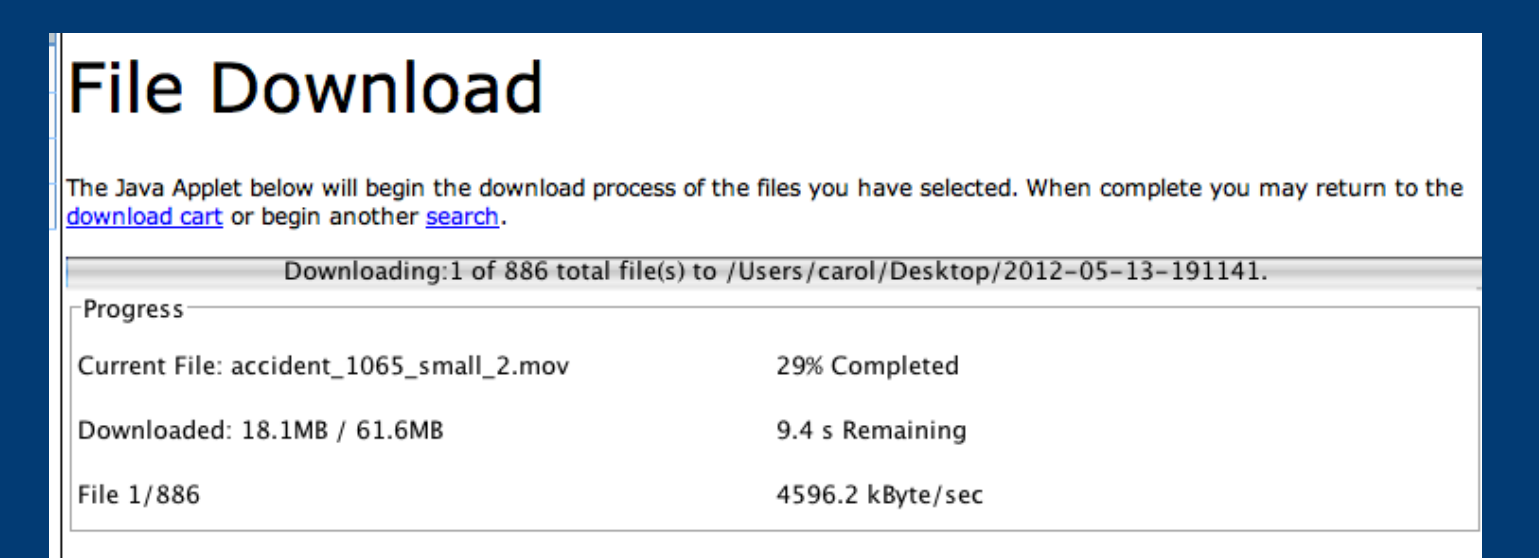 File Download
The Java Applet below will begin the download process of the files you have selected. When complete you may return to the
download cart or begin another search.
Downloading:1 of 886 total file(s) to /Users/carol/Desktop/2012-05-13-191141.
Progress
Current File: accident_1065_small_2.mov 29% Completed
Downloaded: 18.1MB / 61.6MB 9.4 s Remaining
File 1/886 4596.2 kByte/sec